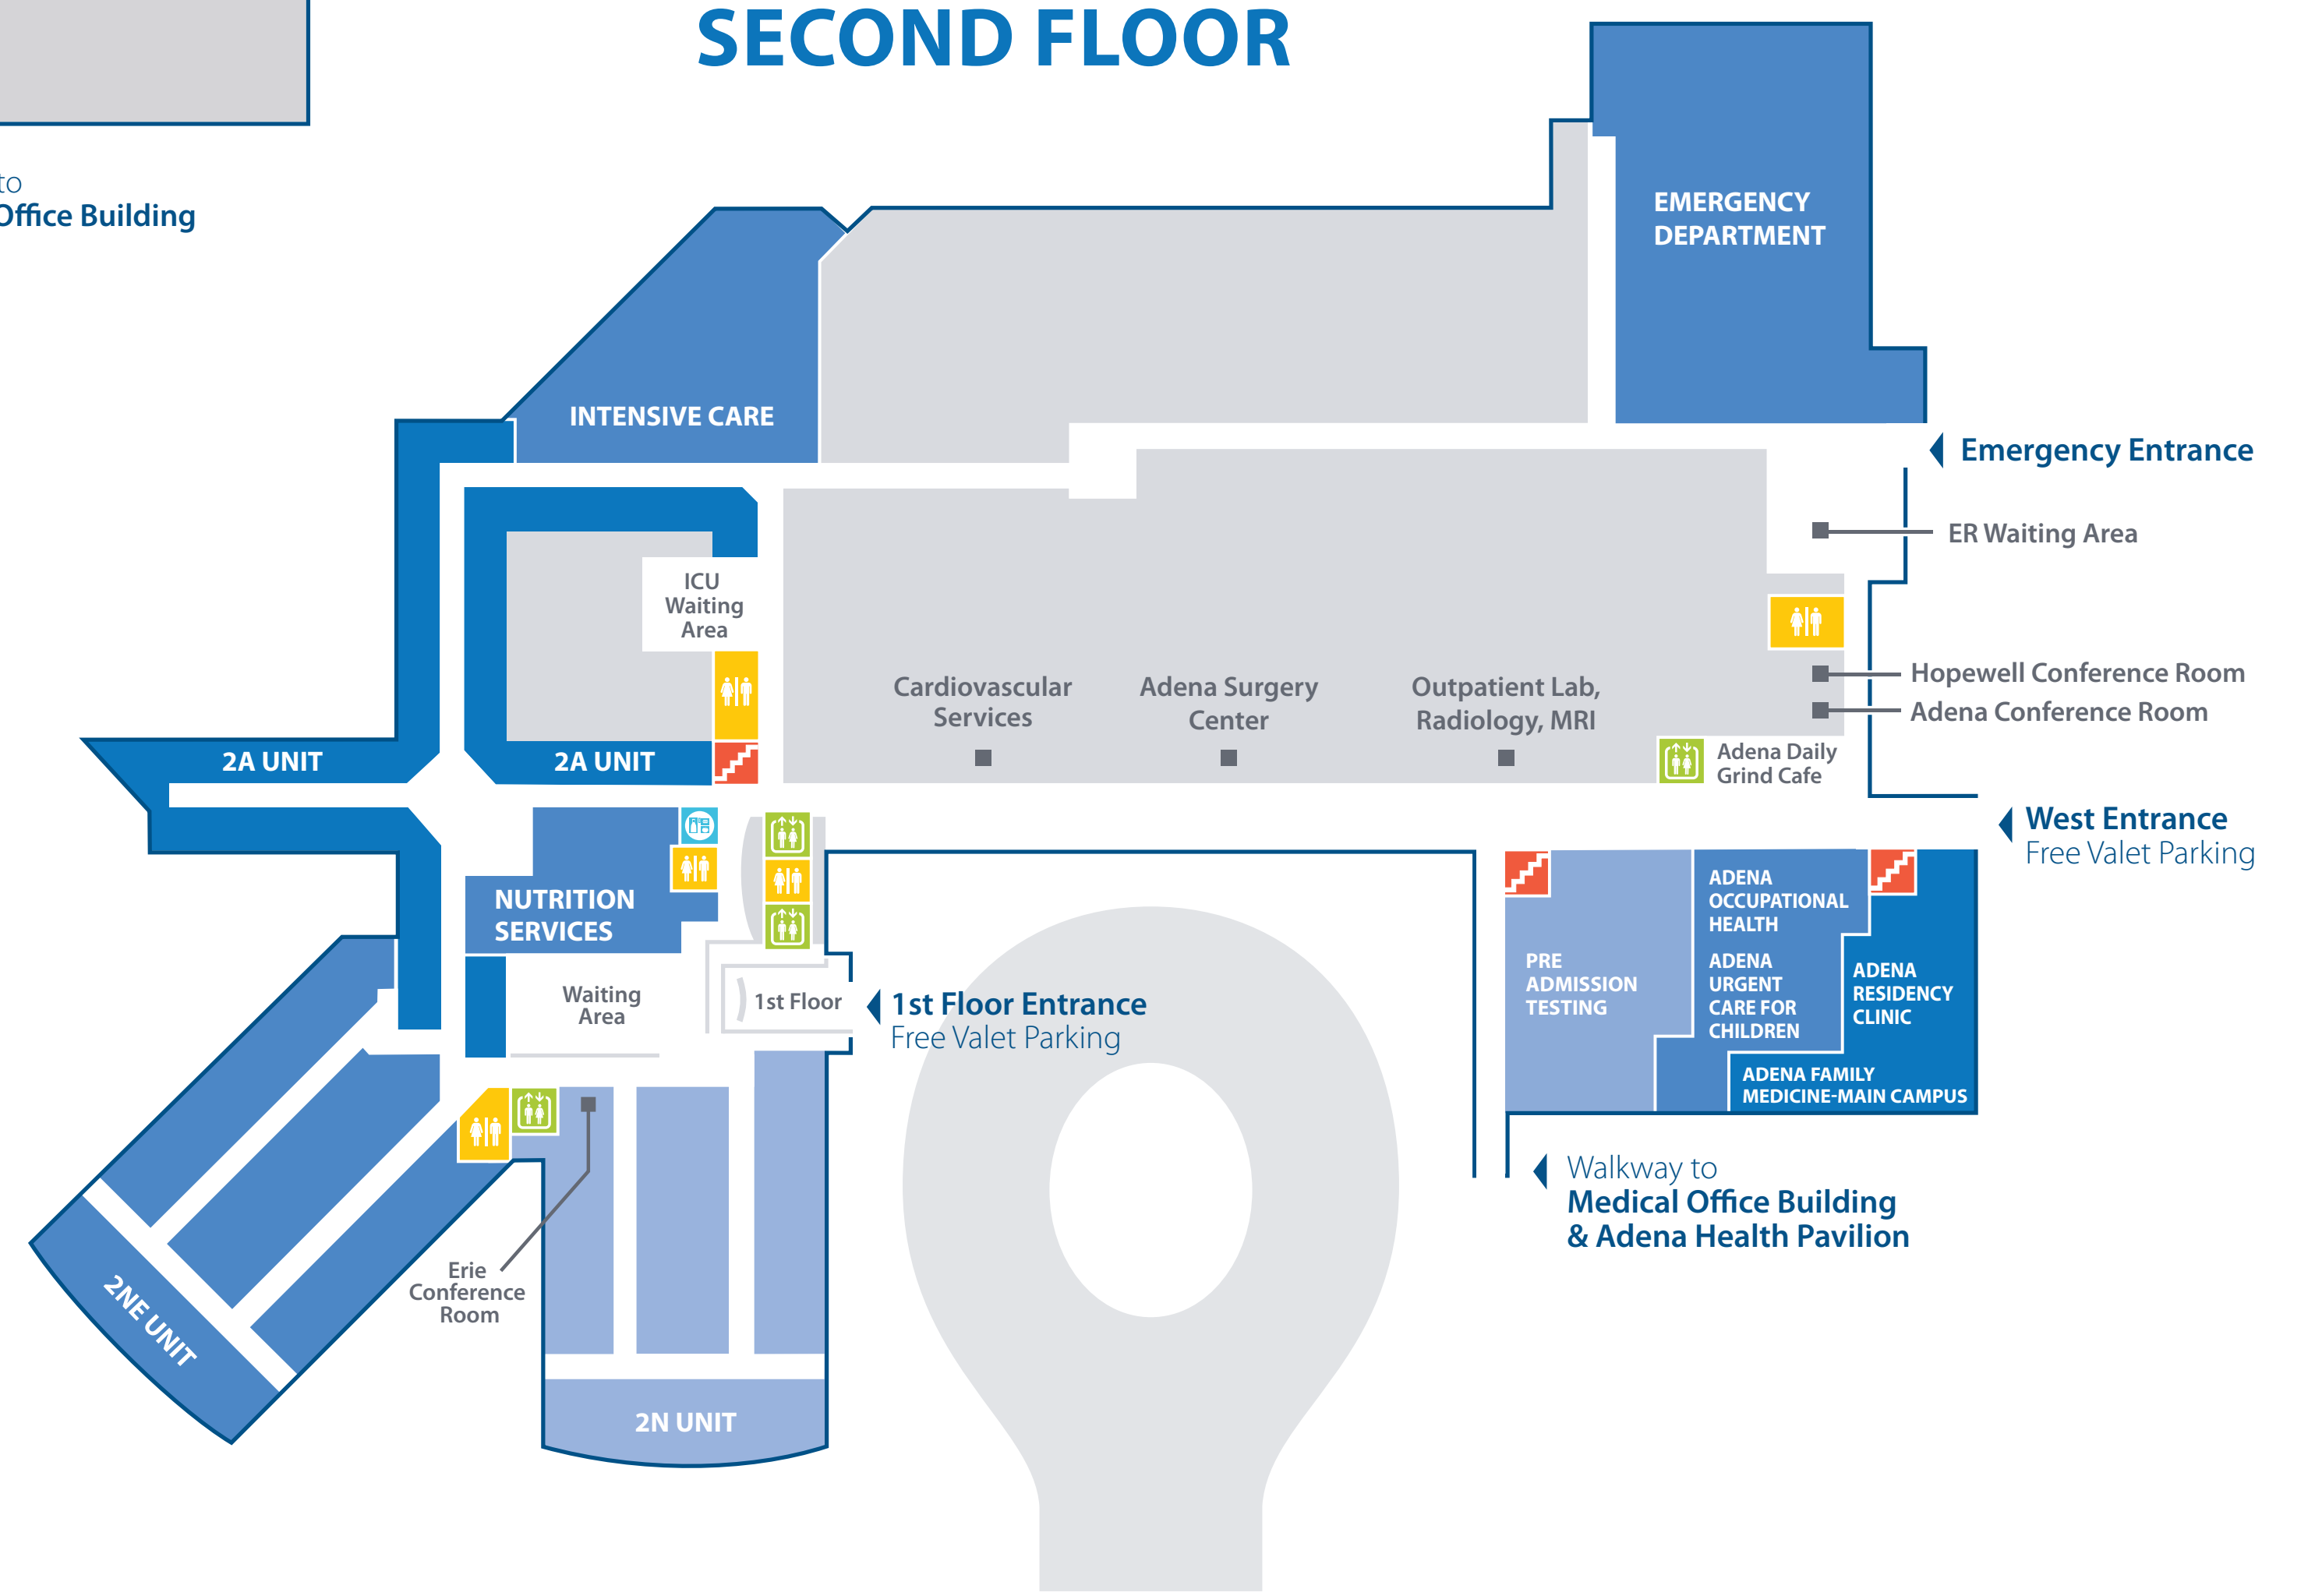 SECOND FLOOR
to
Office Building
EMERGENCY
DEPARTMENT
INTENSIVE CARE
Emergency Entrance
ER Waiting Area
ICU
Waiting
Area
Cardiovascular
Services
Adena Surgery
Center
Outpatient Lab,
Radiology, MRI
Hopewell Conference Room
Adena Conference Room
2A UNIT
2A UNIT
Adena Daily
Grind Cafe
West Entrance
Free Valet Parking
NUTRITION
SERVICES
Waiting
Area
1st Floor
1st Floor Entrance
Free Valet Parking
PRE
ADMISSION
TESTING
ADENA
OCCUPATIONAL
HEALTH
ADENA
URGENT
CARE FOR
CHILDREN
ADENA
RESIDENCY
CLINIC
ADENA FAMILY
MEDICINE-MAIN CAMPUS
Walkway to
Medical Office Building
& Adena Health Pavilion
Erie
Conference
Room
2NE UNIT
2N UNIT